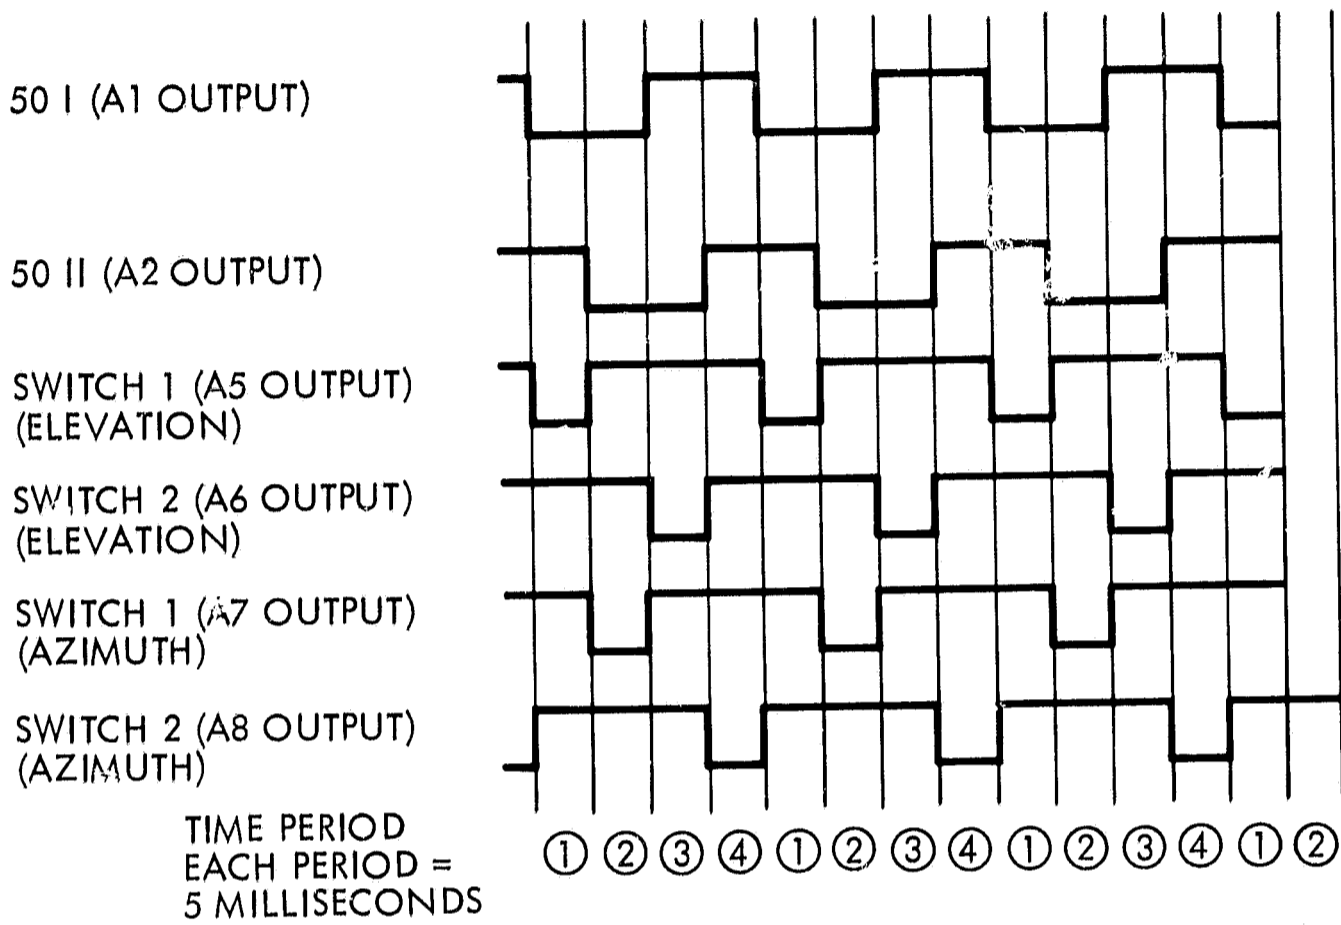 50 I (A1 OUTPUT)
50 II (A2 OUTPUT)
SWITCH 1 (A5 OUTPUT)
(ELEVATION)
SWITCH 2 (A6 OUTPUT)
(ELEVATION)
SWITCH 1 (A7 OUTPUT)
(AZIMUTH)
SWITCH 2 (A8 OUTPUT)
(AZIMUTH)
TIME PERIOD
EACH PERIOD =
5 MILLISECONDS
1 2 3 4 1 2 3 4 1 2 3 4 1 2